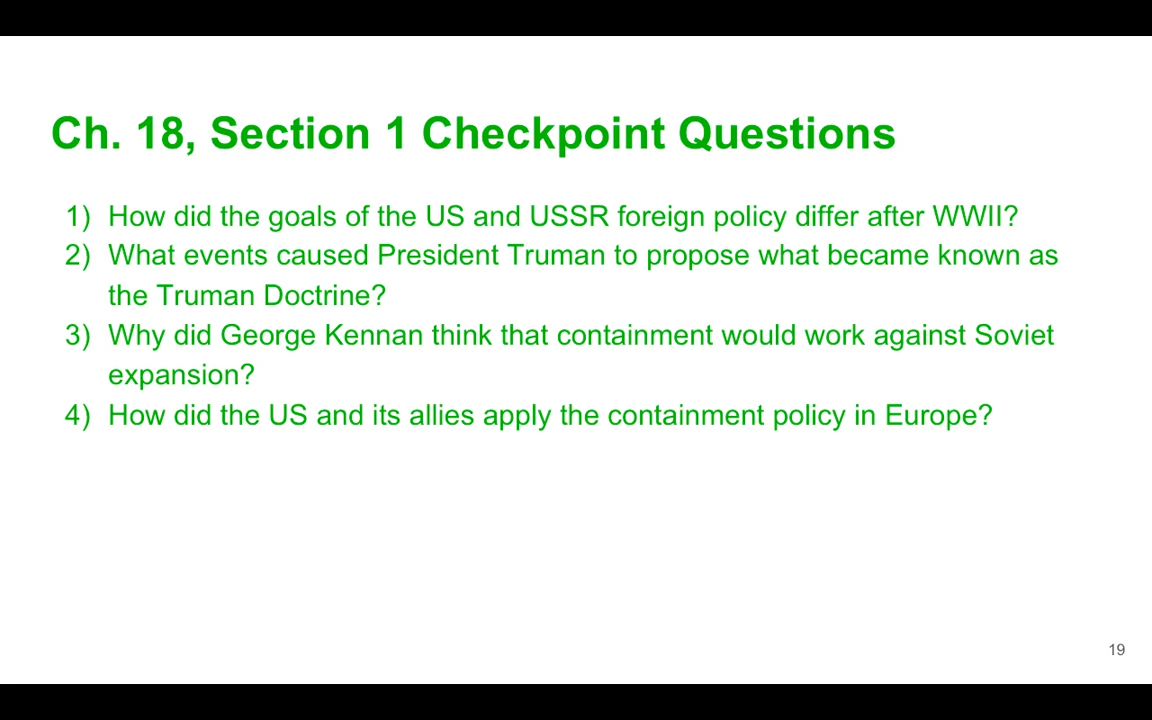 Ch. 18, Section 1 Checkpoint Questions
1) How did the goals of the US and USSR foreign policy differ after WWII?
2) What events caused President Truman to propose what became known as
the Truman Doctrine?
3) Why did George Kennan think that containment would work against Soviet
expansion?
4) How did the US and its allies apply the containment policy in Europe?
19